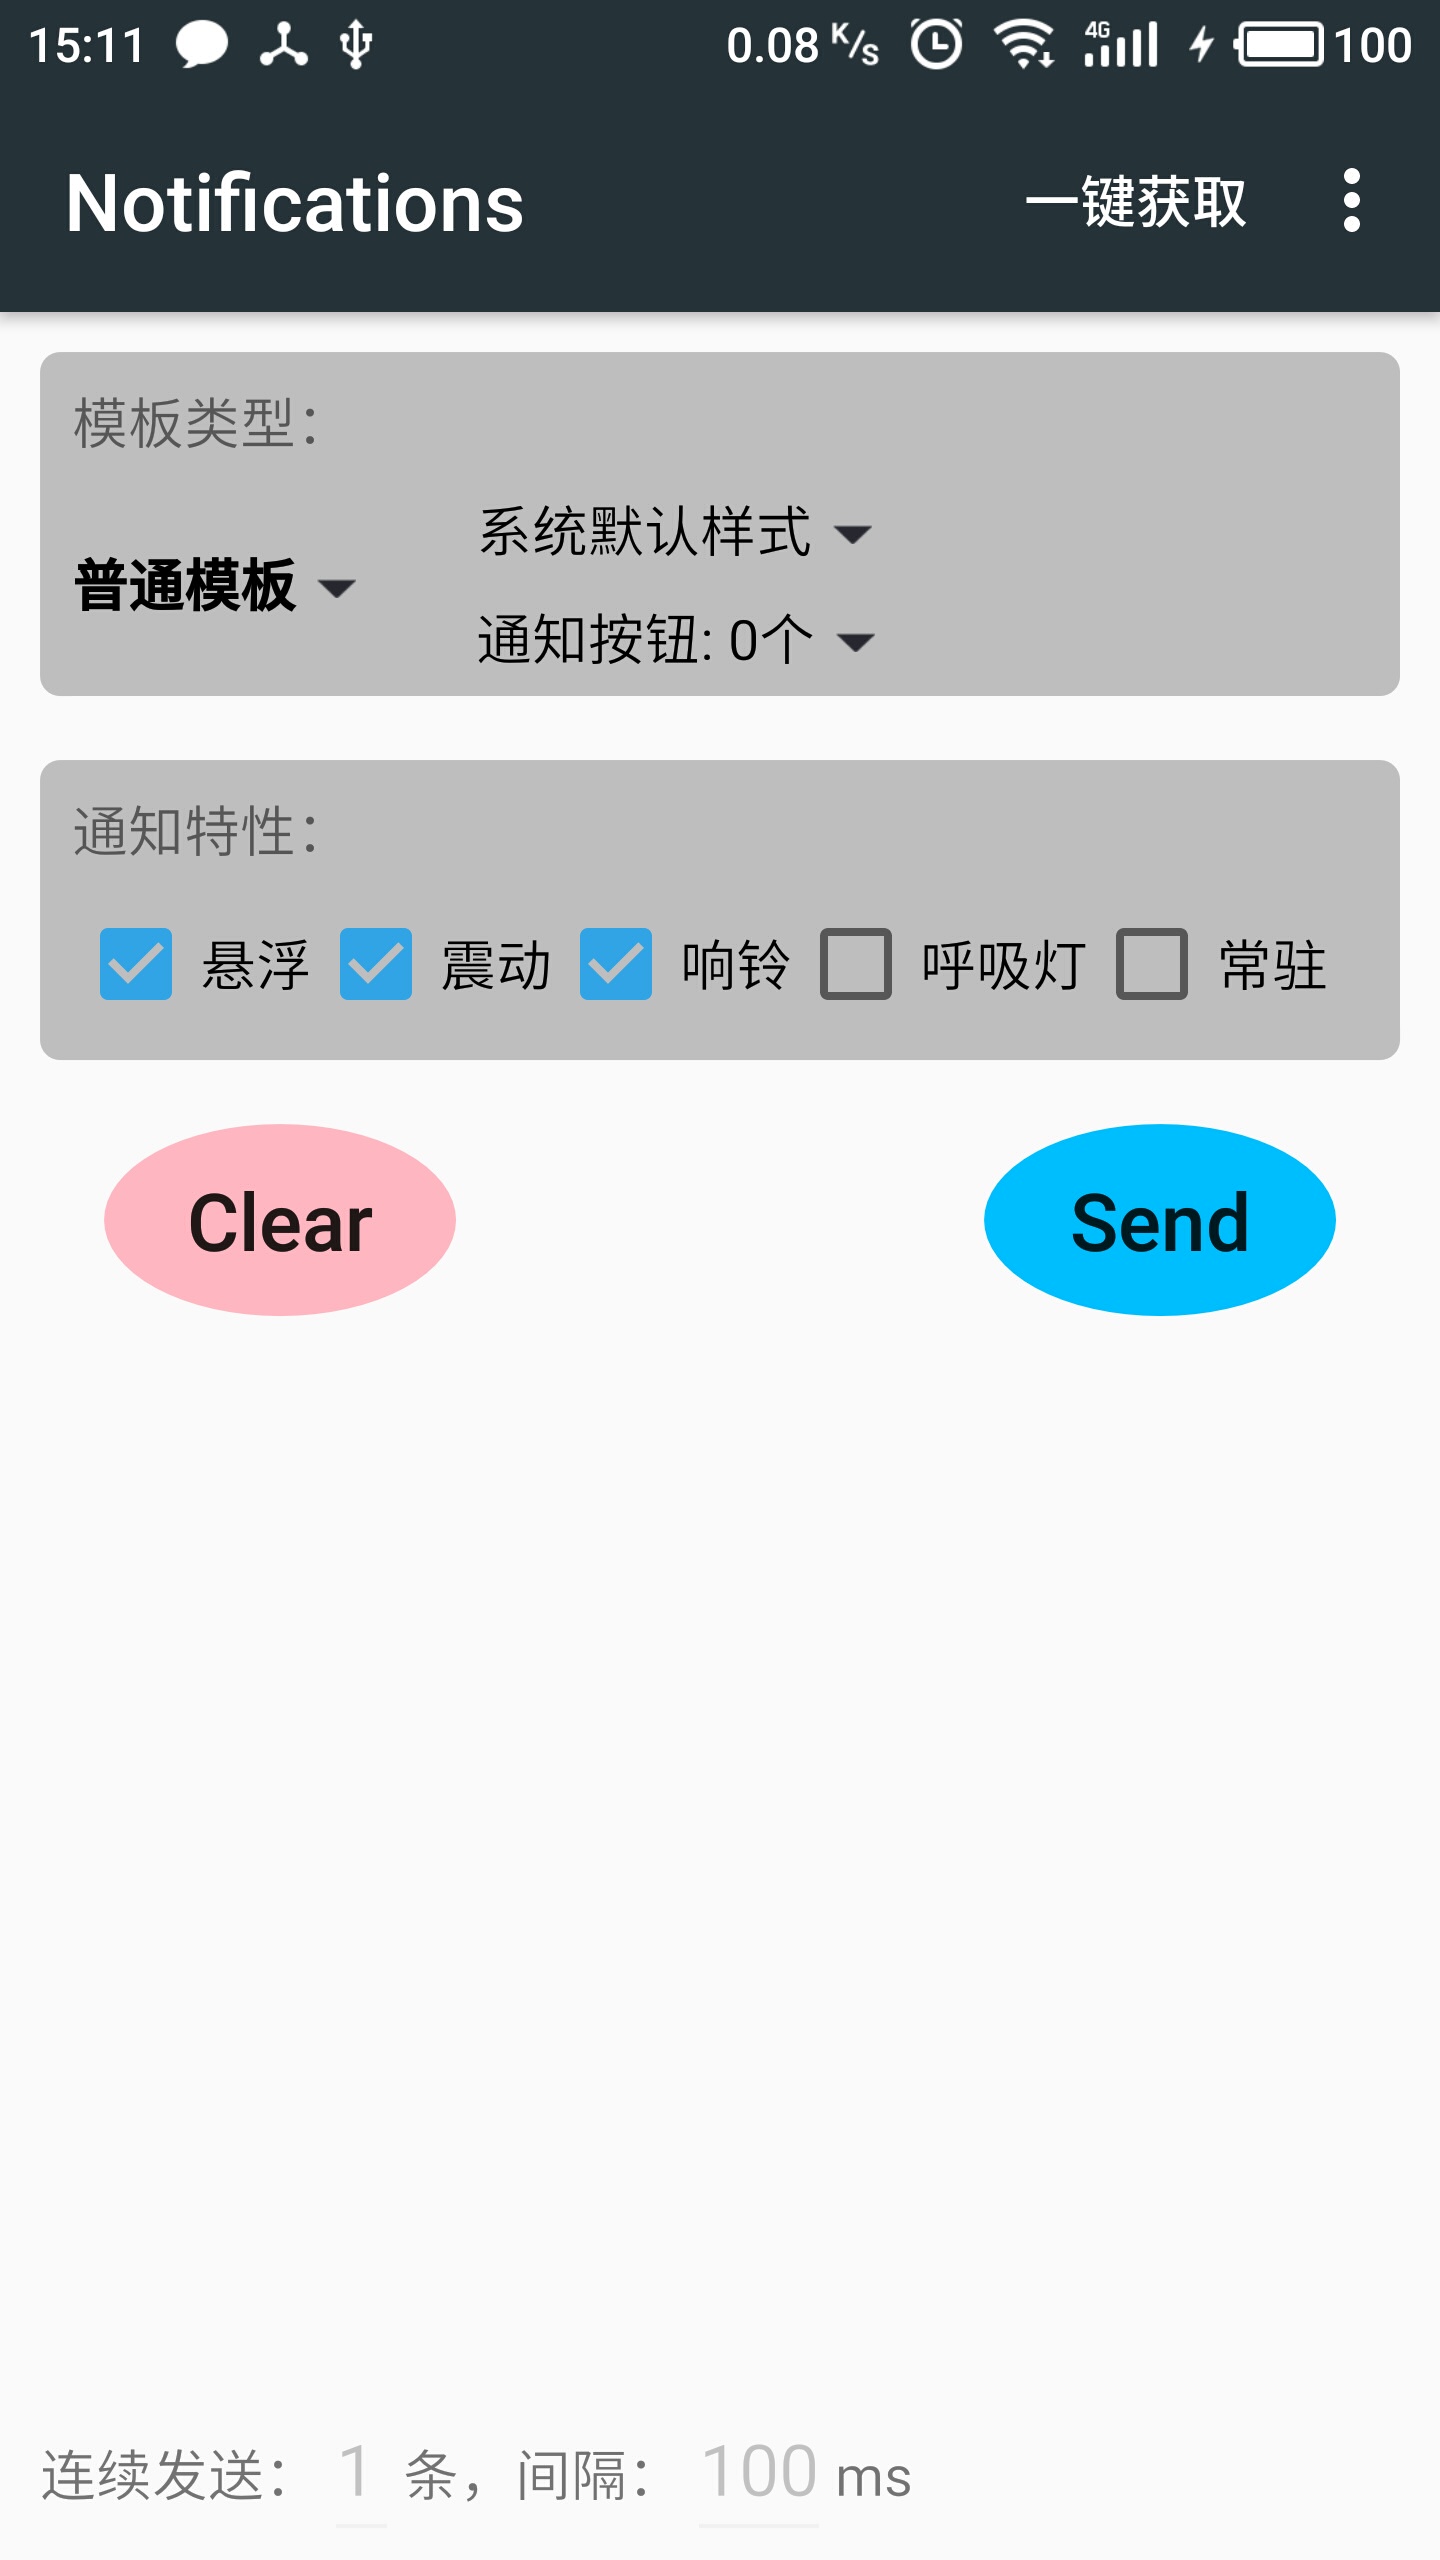 15:11 0.08 K/s 4G 100
Notifications 一键获取
模板类型：
系统默认样式
普通模板
通知按钮: 0个
通知特性：
悬浮 震动 响铃 呼吸灯 常驻
Clear Send
连续发送： 1 条，间隔： 100 ms